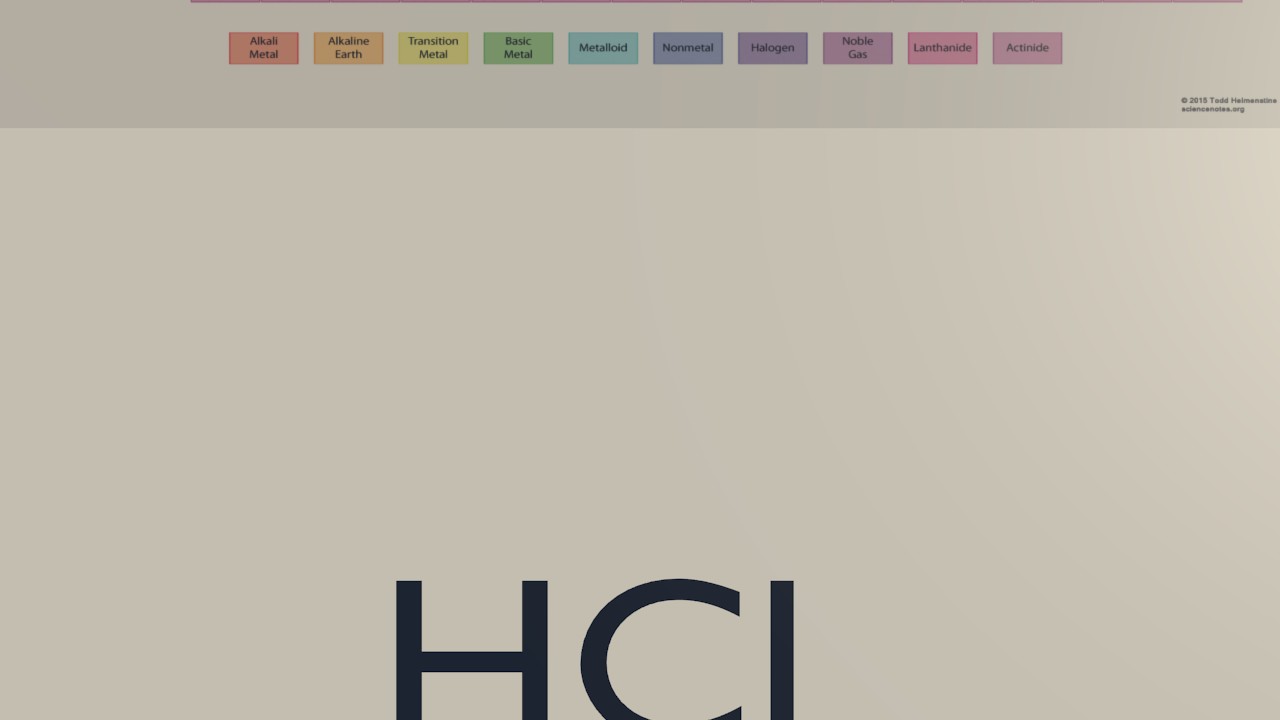 Alkali Metal
Alkaline Earth
Transition Metal
Basic Metal
Metalloid
Nonmetal
Halogen
Noble Gas
Lanthanide
Actinide
© 2015 Todd Helmenstine
sciencenotes.org
HCl